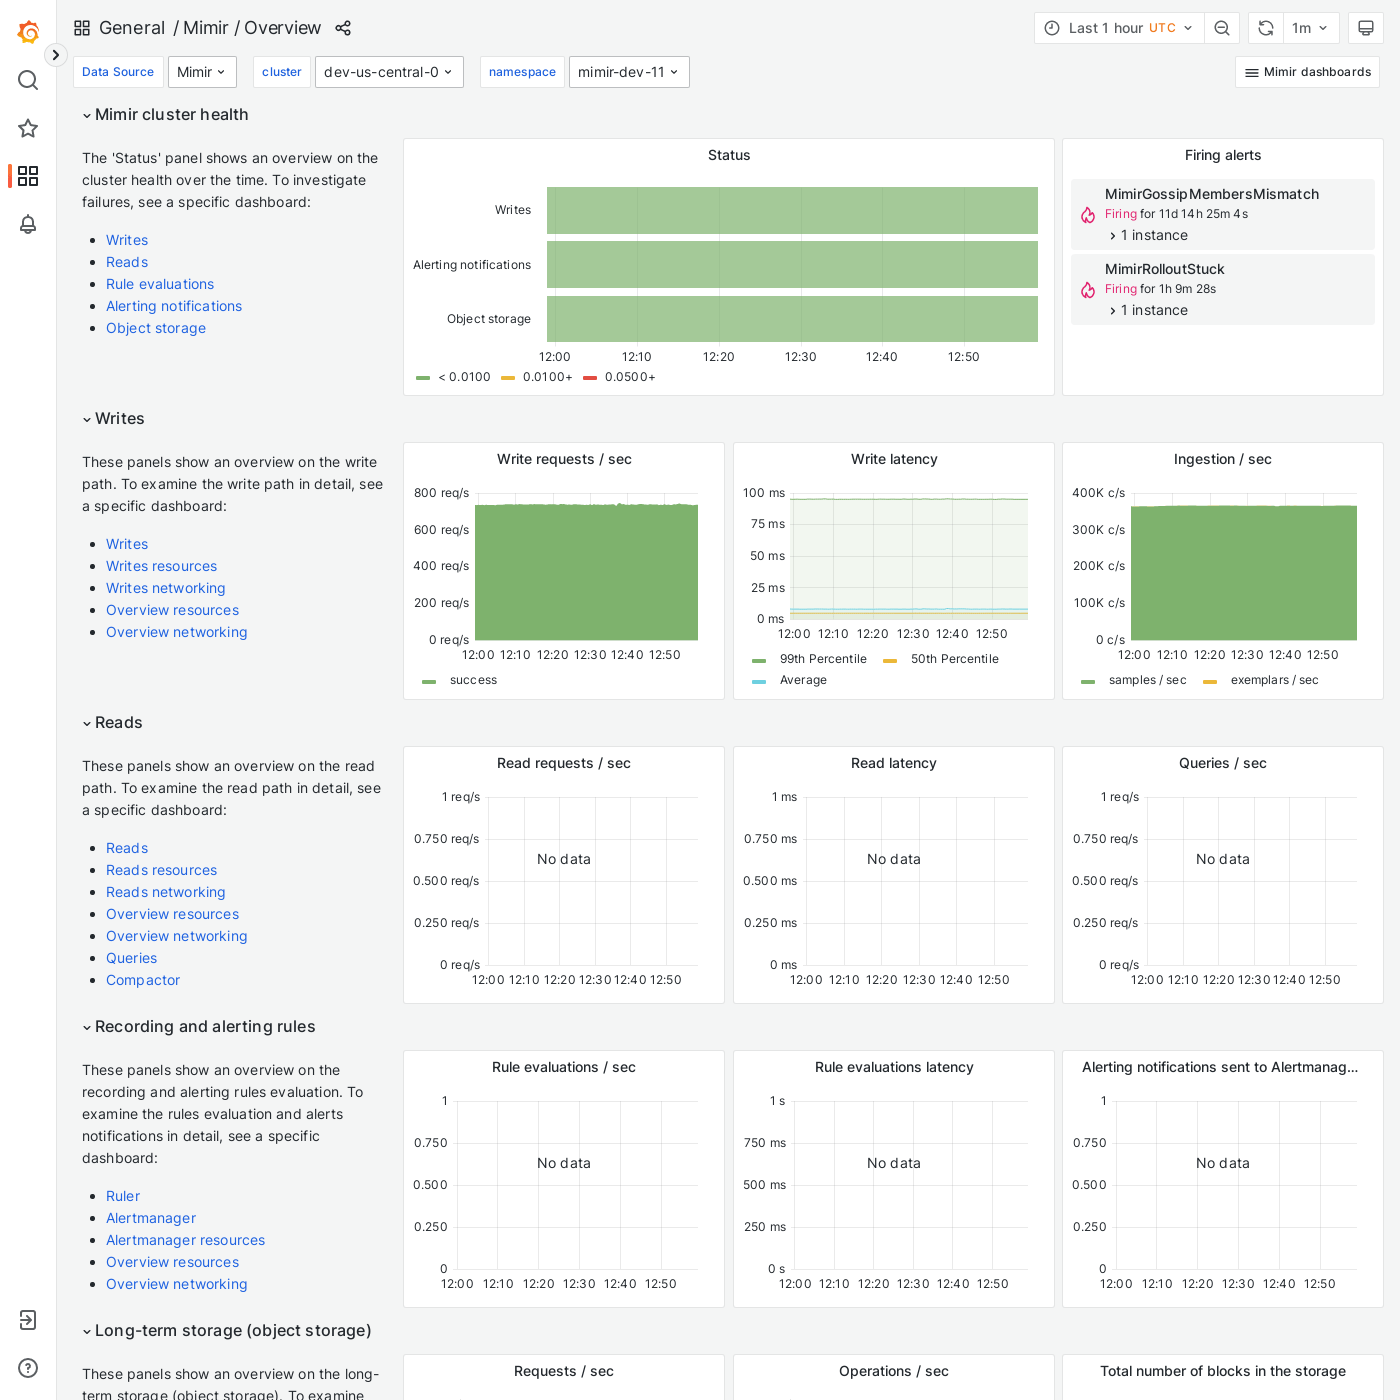 General / Mimir / Overview
Last 1 hour UTC
1m
Data Source Mimir cluster dev-us-central-0 namespace mimir-dev-11
Mimir dashboards
Mimir cluster health
The 'Status' panel shows an overview on the
cluster health over the time. To investigate
failures, see a specific dashboard:
Writes
Reads
Rule evaluations
Alerting notifications
Object storage
Status
Writes
Alerting notifications
Object storage
12:00 12:10 12:20 12:30 12:40 12:50
< 0.0100 0.0100+ 0.0500+
Firing alerts
MimirGossipMembersMismatch
Firing for 11d 14h 25m 4s
1 instance
MimirRolloutStuck
Firing for 1h 9m 28s
1 instance
Writes
These panels show an overview on the write
path. To examine the write path in detail, see
a specific dashboard:
Writes
Writes resources
Writes networking
Overview resources
Overview networking
Write requests / sec
800 req/s
600 req/s
400 req/s
200 req/s
0 req/s
12:00 12:10 12:20 12:30 12:40 12:50
success
Write latency
100 ms
75 ms
50 ms
25 ms
0 ms
12:00 12:10 12:20 12:30 12:40 12:50
99th Percentile 50th Percentile
Average
Ingestion / sec
400K c/s
300K c/s
200K c/s
100K c/s
0 c/s
12:00 12:10 12:20 12:30 12:40 12:50
samples / sec exemplars / sec
Reads
These panels show an overview on the read
path. To examine the read path in detail, see
a specific dashboard:
Reads
Reads resources
Reads networking
Overview resources
Overview networking
Queries
Compactor
Read requests / sec
1 req/s
0.750 req/s
No data
0.500 req/s
0.250 req/s
0 req/s
12:00 12:10 12:20 12:30 12:40 12:50
Read latency
1 ms
0.750 ms
No data
0.500 ms
0.250 ms
0 ms
12:00 12:10 12:20 12:30 12:40 12:50
Queries / sec
1 req/s
0.750 req/s
No data
0.500 req/s
0.250 req/s
0 req/s
12:00 12:10 12:20 12:30 12:40 12:50
Recording and alerting rules
These panels show an overview on the
recording and alerting rules evaluation. To
examine the rules evaluation and alerts
notifications in detail, see a specific
dashboard:
Ruler
Alertmanager
Alertmanager resources
Overview resources
Overview networking
Rule evaluations / sec
1
0.750
No data
0.500
0.250
0
12:00 12:10 12:20 12:30 12:40 12:50
Rule evaluations latency
1 s
750 ms
No data
500 ms
250 ms
0 s
12:00 12:10 12:20 12:30 12:40 12:50
Alerting notifications sent to Alertmanag...
1
0.750
No data
0.500
0.250
0
12:00 12:10 12:20 12:30 12:40 12:50
Long-term storage (object storage)
These panels show an overview on the long-
term storage (object storage). To examine
Requests / sec
Operations / sec
Total number of blocks in the storage